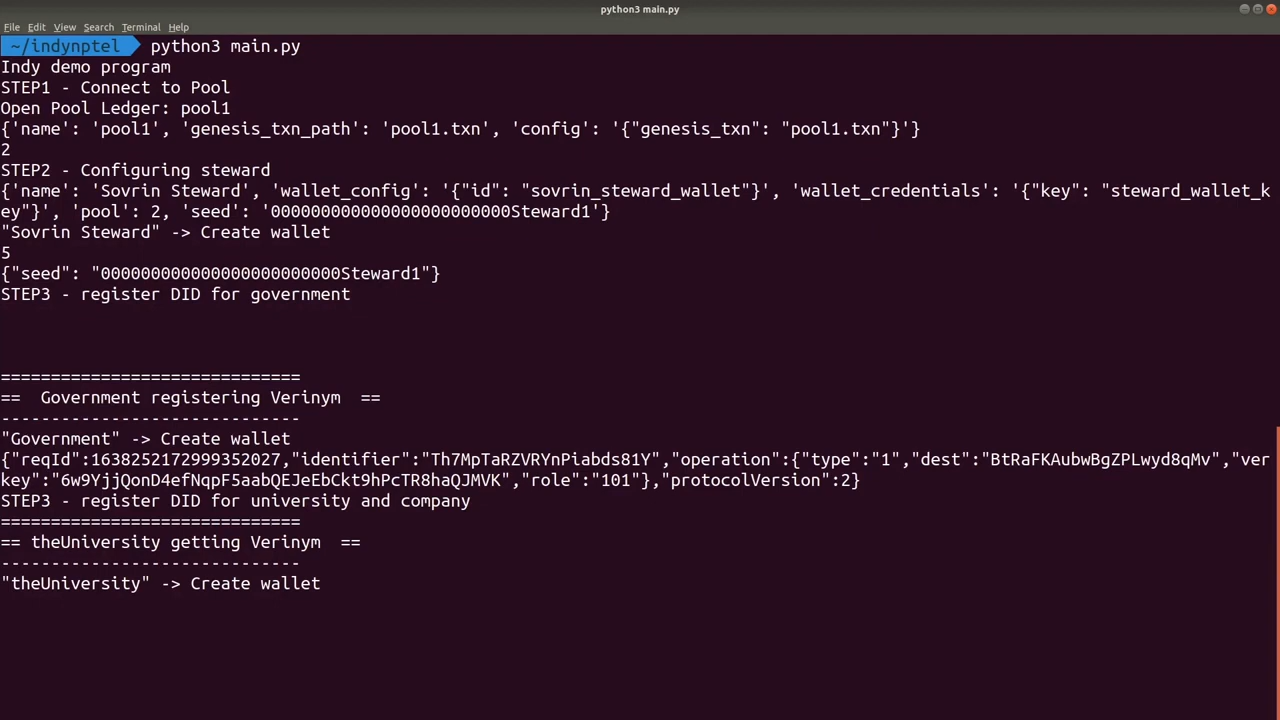 python3 main.py
File Edit View Search Terminal Help
~/indynptel python3 main.py
Indy demo program
STEP1 - Connect to Pool
Open Pool Ledger: pool1
{'name': 'pool1', 'genesis_txn_path': 'pool1.txn', 'config': '{"genesis_txn": "pool1.txn"}'}
2
STEP2 - Configuring steward
{'name': 'Sovrin Steward', 'wallet_config': '{"id": "sovrin_steward_wallet"}', 'wallet_credentials': '{"key": "steward_wallet_k
ey"}', 'pool': 2, 'seed': '000000000000000000000000Steward1'}
"Sovrin Steward" -> Create wallet
5
{"seed": "000000000000000000000000Steward1"}
STEP3 - register DID for government
==============================
==  Government registering Verinym  ==
------------------------------
"Government" -> Create wallet
{"reqId":1638252172999352027,"identifier":"Th7MpTaRZVRYnPiabds81Y","operation":{"type":"1","dest":"BtRaFKAubwBgZPLwyd8qMv","ver
key":"6w9YjjQonD4efNqpF5aabQEJeEbCkt9hPcTR8haQJMVK","role":"101"},"protocolVersion":2}
STEP3 - register DID for university and company
==============================
== theUniversity getting Verinym  ==
------------------------------
"theUniversity" -> Create wallet